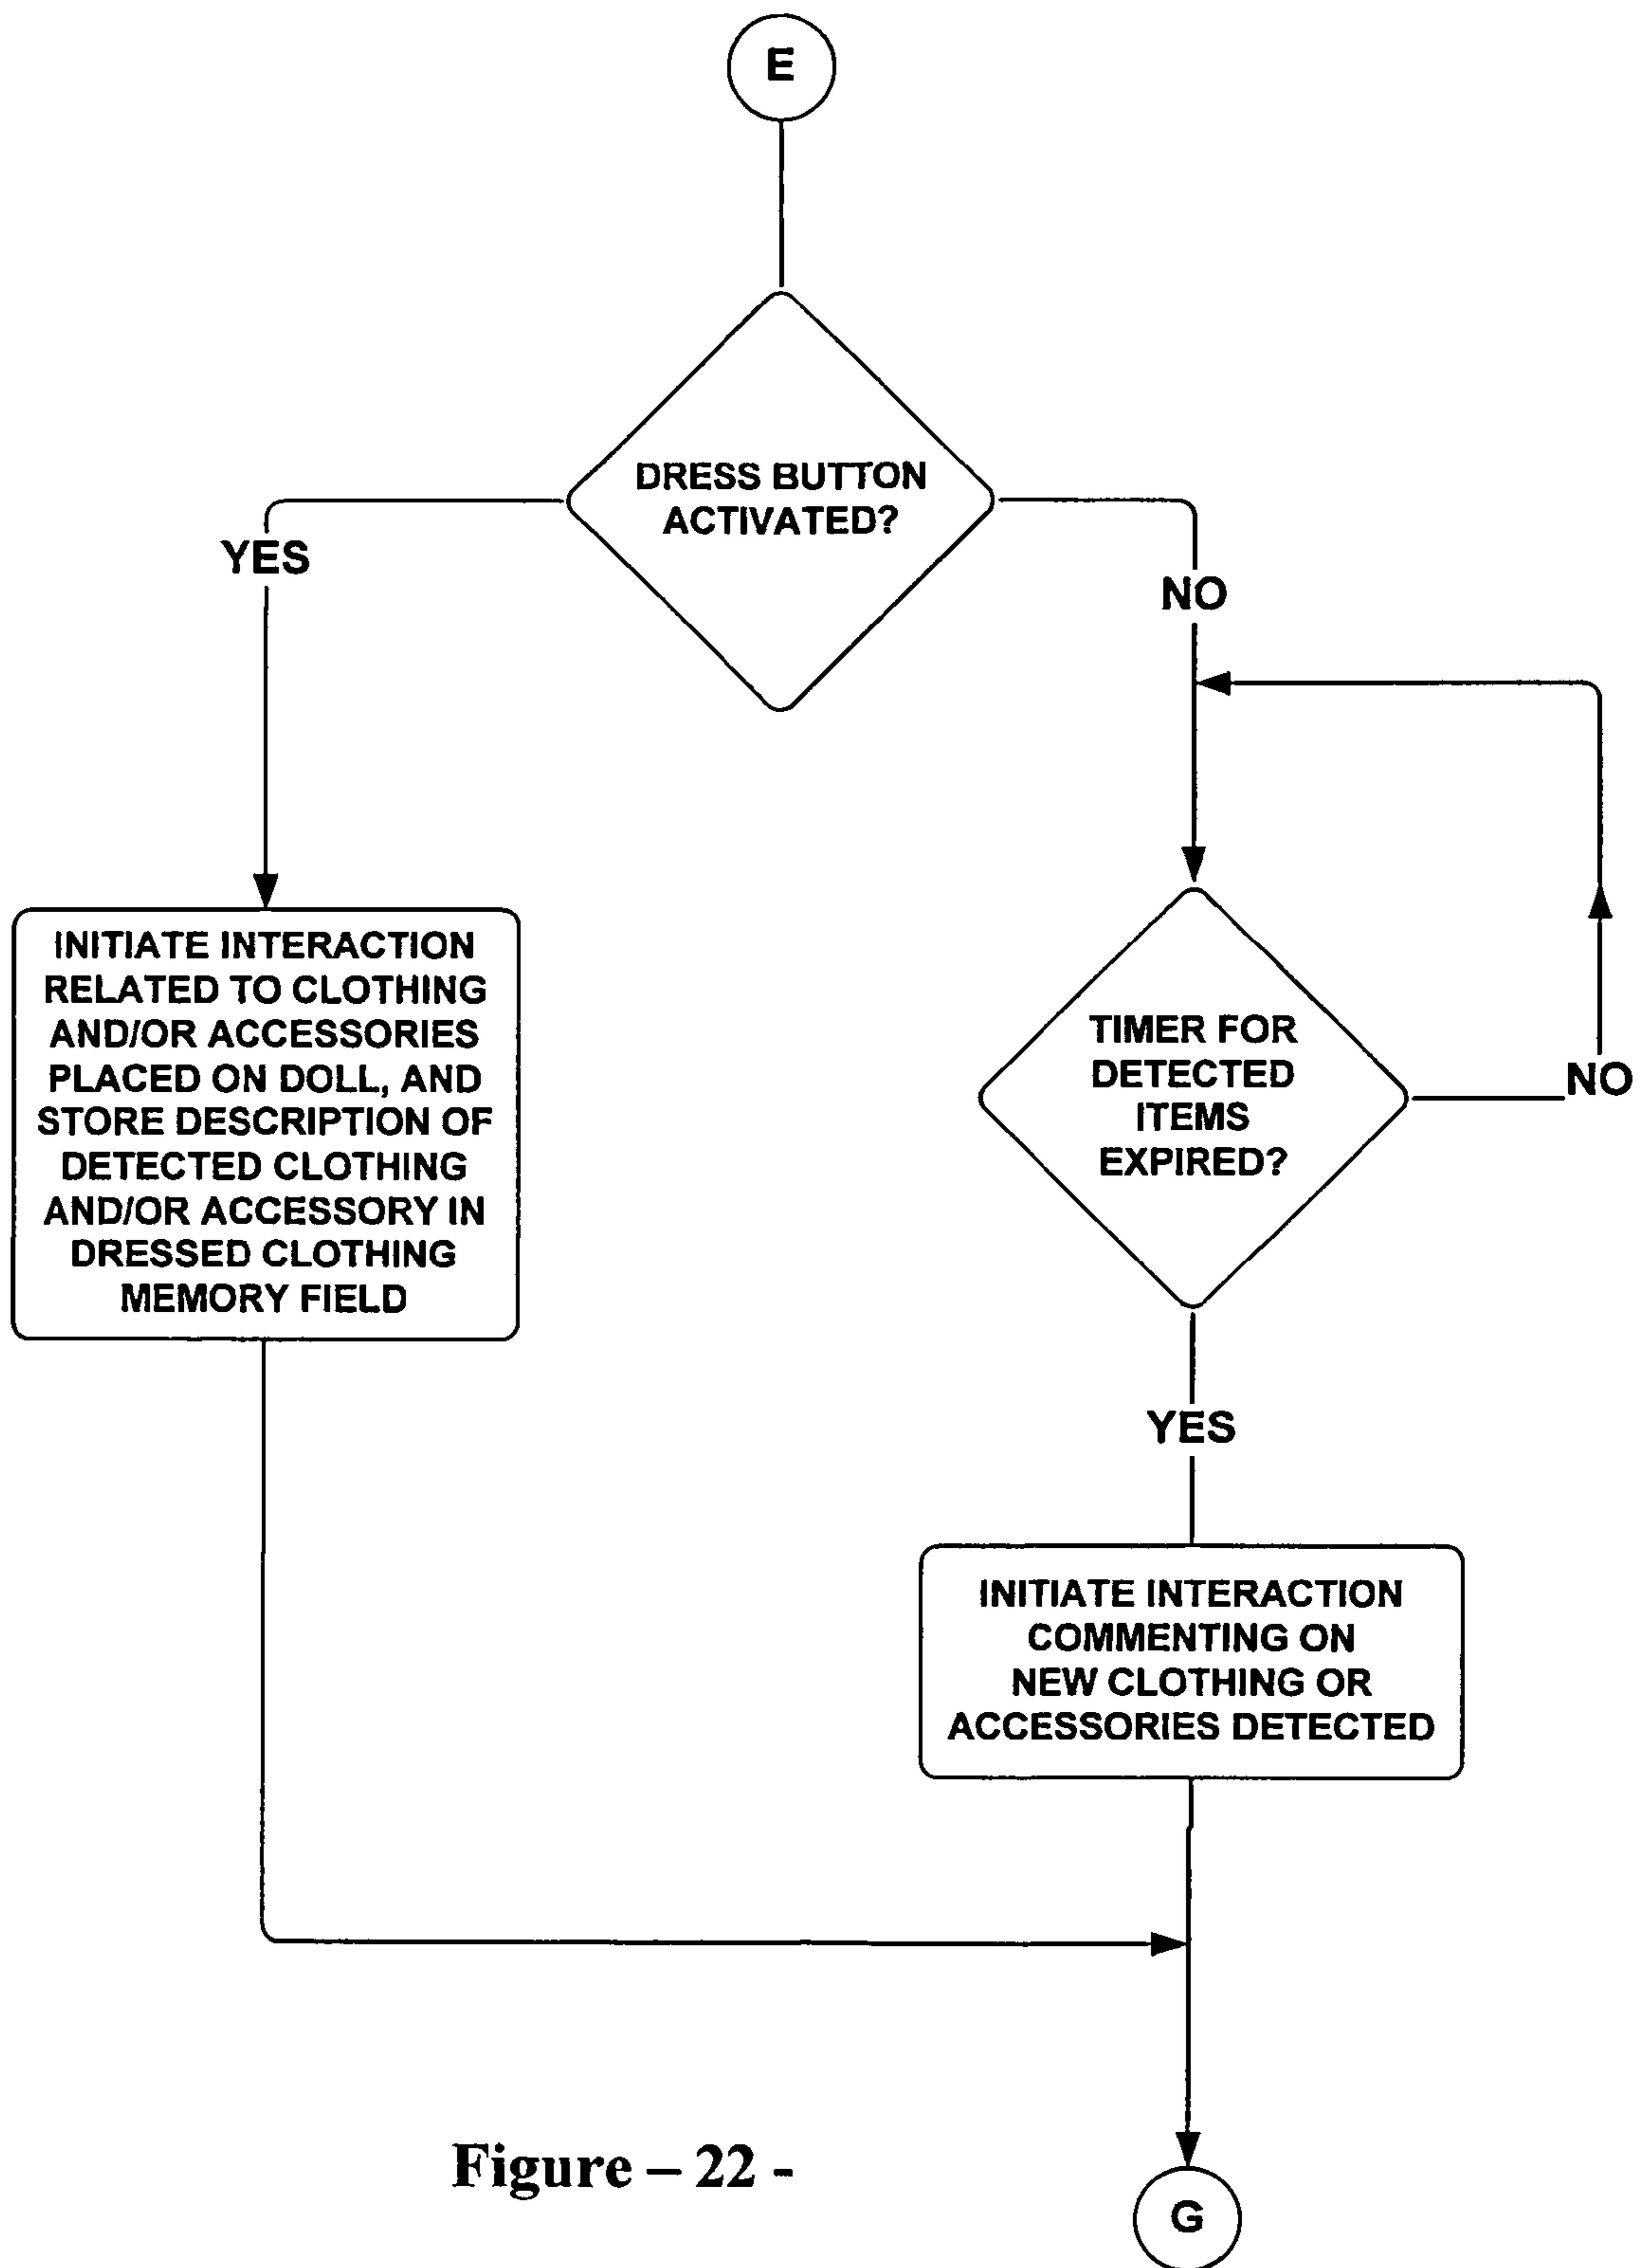 E
DRESS BUTTON
ACTIVATED?
YES
NO
INITIATE INTERACTION
RELATED TO CLOTHING
AND/OR ACCESSORIES
PLACED ON DOLL, AND
STORE DESCRIPTION OF
DETECTED CLOTHING
AND/OR ACCESSORY IN
DRESSED CLOTHING
MEMORY FIELD
TIMER FOR
DETECTED
ITEMS
EXPIRED?
NO
YES
INITIATE INTERACTION
COMMENTING ON
NEW CLOTHING OR
ACCESSORIES DETECTED
Figure – 22 -
G